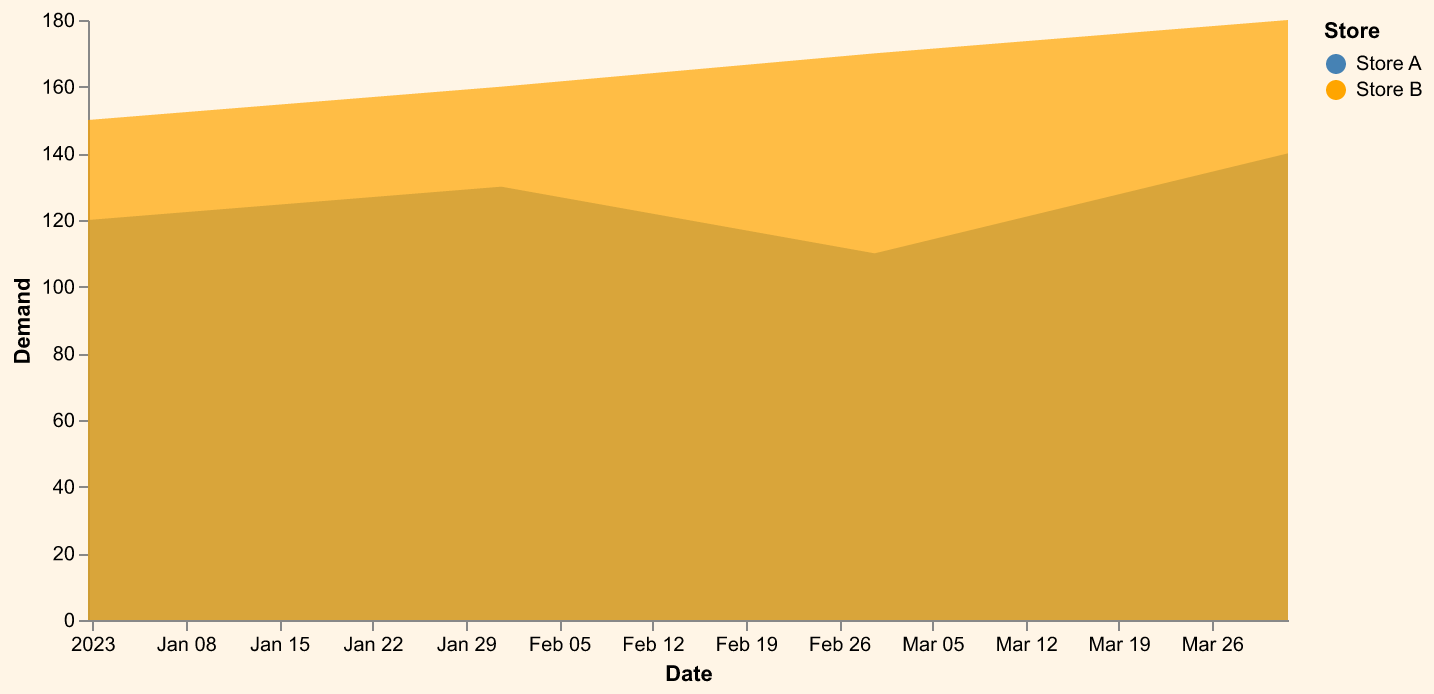 180
160
140
120
100
80
60
40
20
0
Demand
2023 Jan 08 Jan 15 Jan 22 Jan 29 Feb 05 Feb 12 Feb 19 Feb 26 Mar 05 Mar 12 Mar 19 Mar 26
Date
Store
Store A
Store B